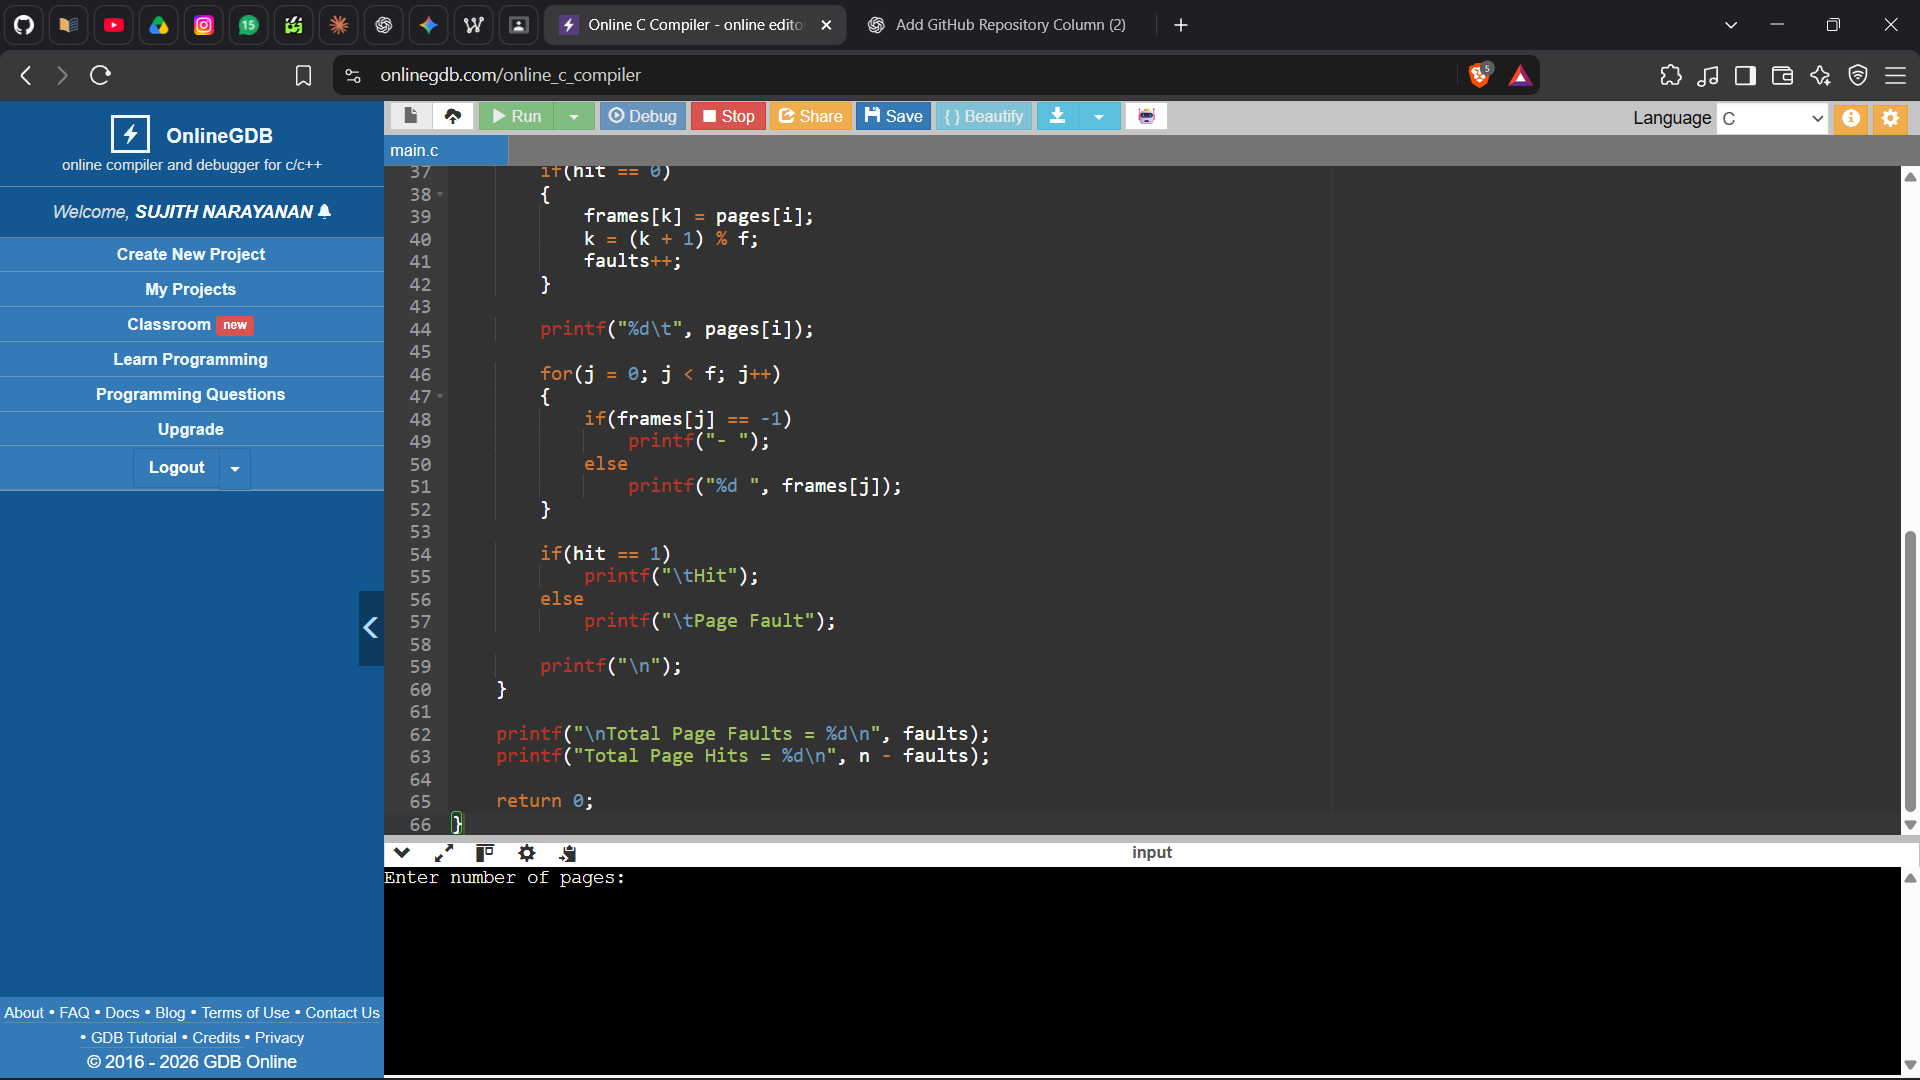 Online C Compiler - online edito
Add GitHub Repository Column (2)
onlinegdb.com/online_c_compiler
5
15
OnlineGDB
online compiler and debugger for c/c++
Welcome, SUJITH NARAYANAN
Create New Project
My Projects
Classroom new
Learn Programming
Programming Questions
Upgrade
Logout
About • FAQ • Docs • Blog • Terms of Use • Contact Us
• GDB Tutorial • Credits • Privacy
© 2016 - 2026 GDB Online
Run Debug Stop Share Save { } Beautify
Language C
main.c
37 if(hit == 0)
38 {
39 frames[k] = pages[i];
40 k = (k + 1) % f;
41 faults++;
42 }
43
44 printf("%d\t", pages[i]);
45
46 for(j = 0; j < f; j++)
47 {
48 if(frames[j] == -1)
49 printf("- ");
50 else
51 printf("%d ", frames[j]);
52 }
53
54 if(hit == 1)
55 printf("\tHit");
56 else
57 printf("\tPage Fault");
58
59 printf("\n");
60 }
61
62 printf("\nTotal Page Faults = %d\n", faults);
63 printf("Total Page Hits = %d\n", n - faults);
64
65 return 0;
66 }
input
Enter number of pages: